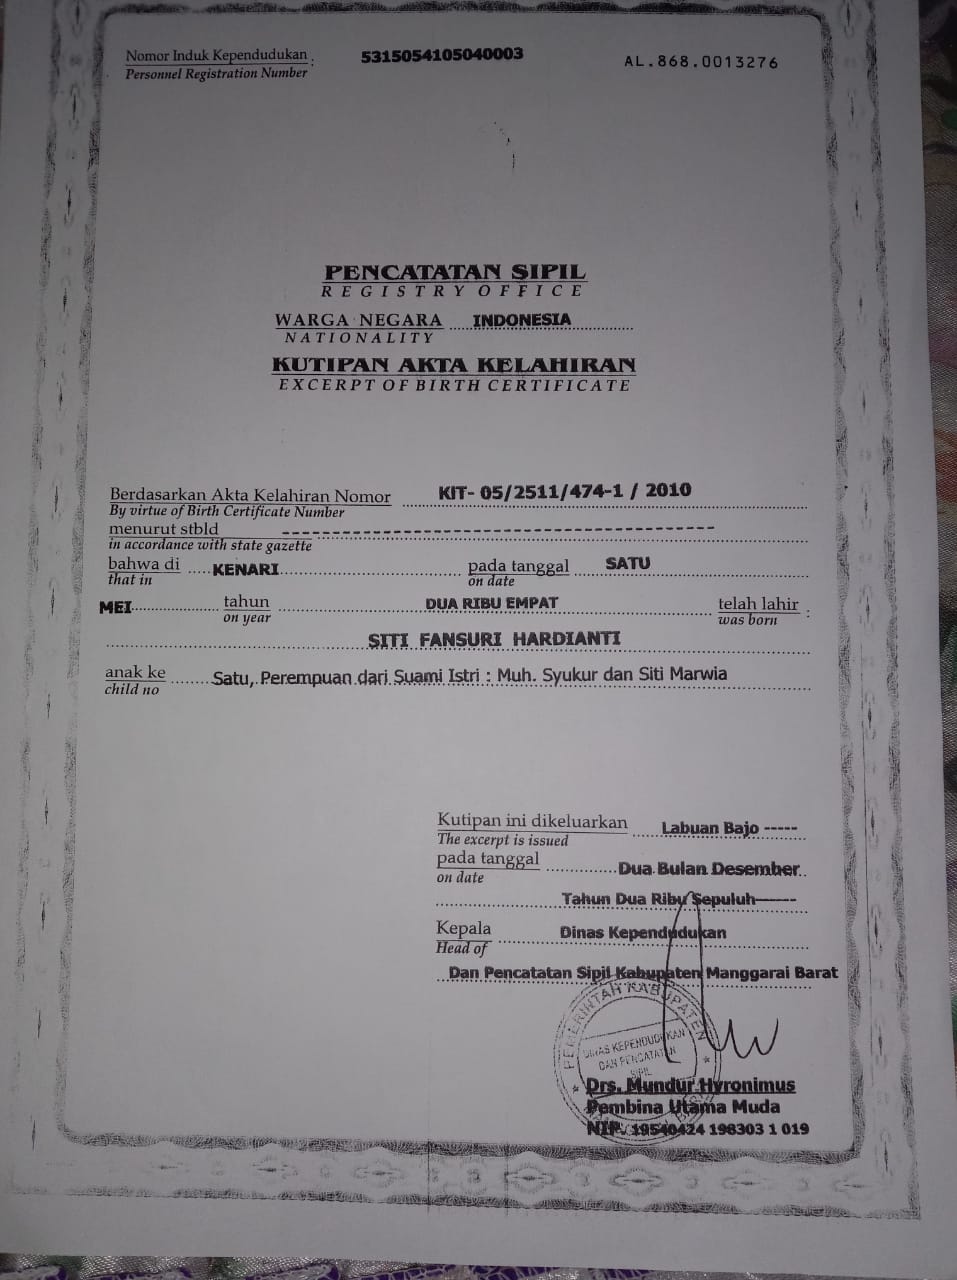 Nomor Induk Kependudukan : 5315054105040003 AL.868.0013276
Personnel Registration Number
PENCATATAN SIPIL
REGISTRY OFFICE
WARGA NEGARA INDONESIA
NATIONALITY
KUTIPAN AKTA KELAHIRAN
EXCERPT OF BIRTH CERTIFICATE
Berdasarkan Akta Kelahiran Nomor KIT- 05/2511/474-1 / 2010
By virtue of Birth Certificate Number
menurut stbld ----------------------------------------
in accordance with state gazette
bahwa di KENARI pada tanggal SATU
that in on date
MEI tahun DUA RIBU EMPAT telah lahir :
on year was born
SITI FANSURI HARDIANTI
anak ke Satu, Perempuan dari Suami Istri : Muh. Syukur dan Siti Marwia
child no
Kutipan ini dikeluarkan Labuan Bajo -----
The excerpt is issued
pada tanggal Dua Bulan Desember
on date
Tahun Dua Ribu Sepuluh------
Kepala Dinas Kependudukan
Head of
Dan Pencatatan Sipil Kabupaten Manggarai Barat
PEMERINTAH KABUPATEN
DINAS KEPENDUDUKAN
DAN PENCATATAN
SIPIL
Drs. Mundur Hyronimus
Pembina Utama Muda
NIP. 19540424 198303 1 019